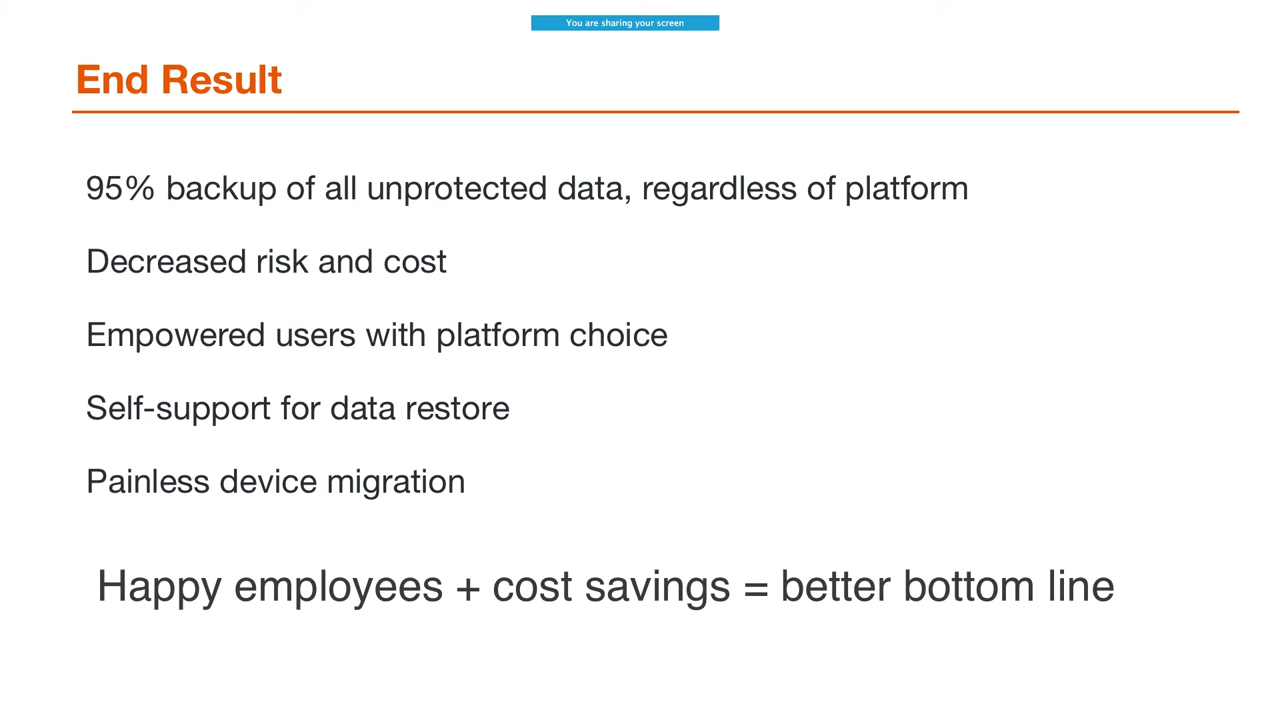 You are sharing your screen
End Result
95% backup of all unprotected data, regardless of platform
Decreased risk and cost
Empowered users with platform choice
Self-support for data restore
Painless device migration
Happy employees + cost savings = better bottom line